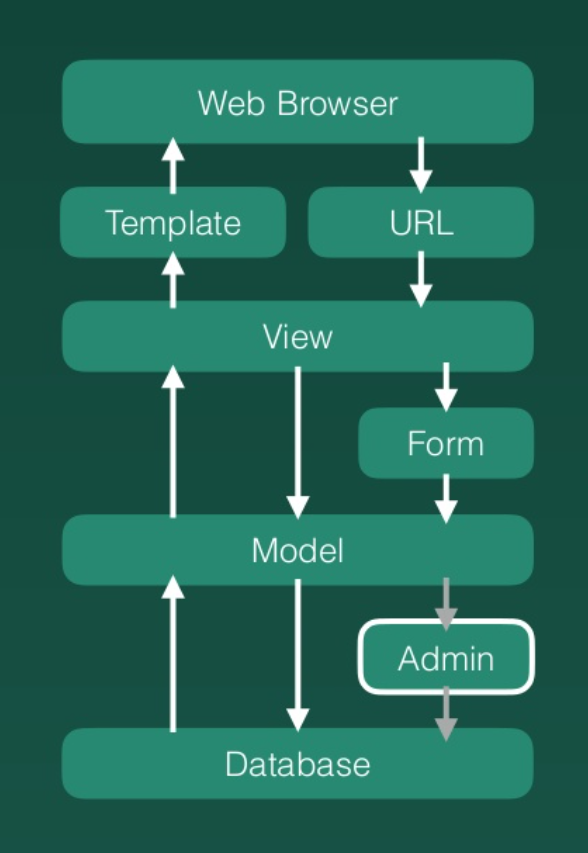 Web Browser
Template
URL
View
Form
Model
Admin
Database